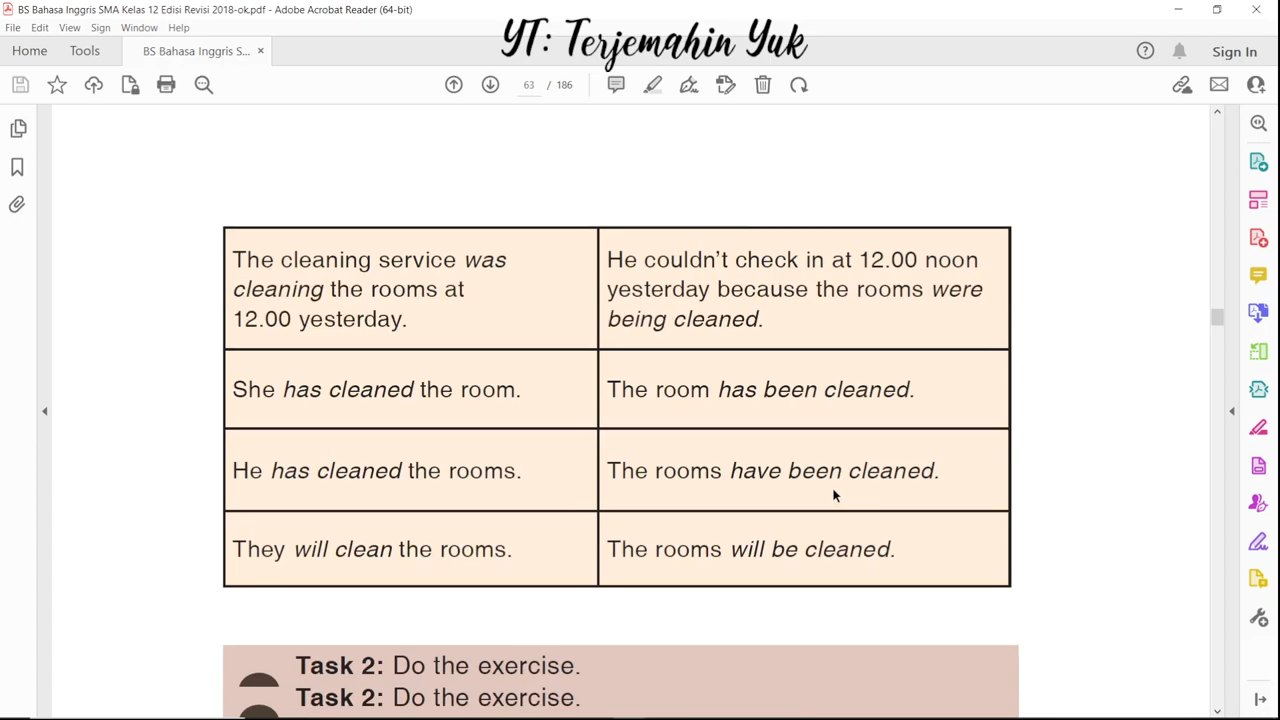 BS Bahasa Inggris SMA Kelas 12 Edisi Revisi 2018-ok.pdf - Adobe Acrobat Reader (64-bit)
File Edit View Sign Window Help
YT: Terjemahin Yuk
Home Tools BS Bahasa Inggris S... × Sign In
63 / 186
The cleaning service was
cleaning the rooms at
12.00 yesterday.
He couldn't check in at 12.00 noon
yesterday because the rooms were
being cleaned.
She has cleaned the room.
The room has been cleaned.
He has cleaned the rooms.
The rooms have been cleaned.
They will clean the rooms.
The rooms will be cleaned.
Task 2: Do the exercise.
Task 2: Do the exercise.